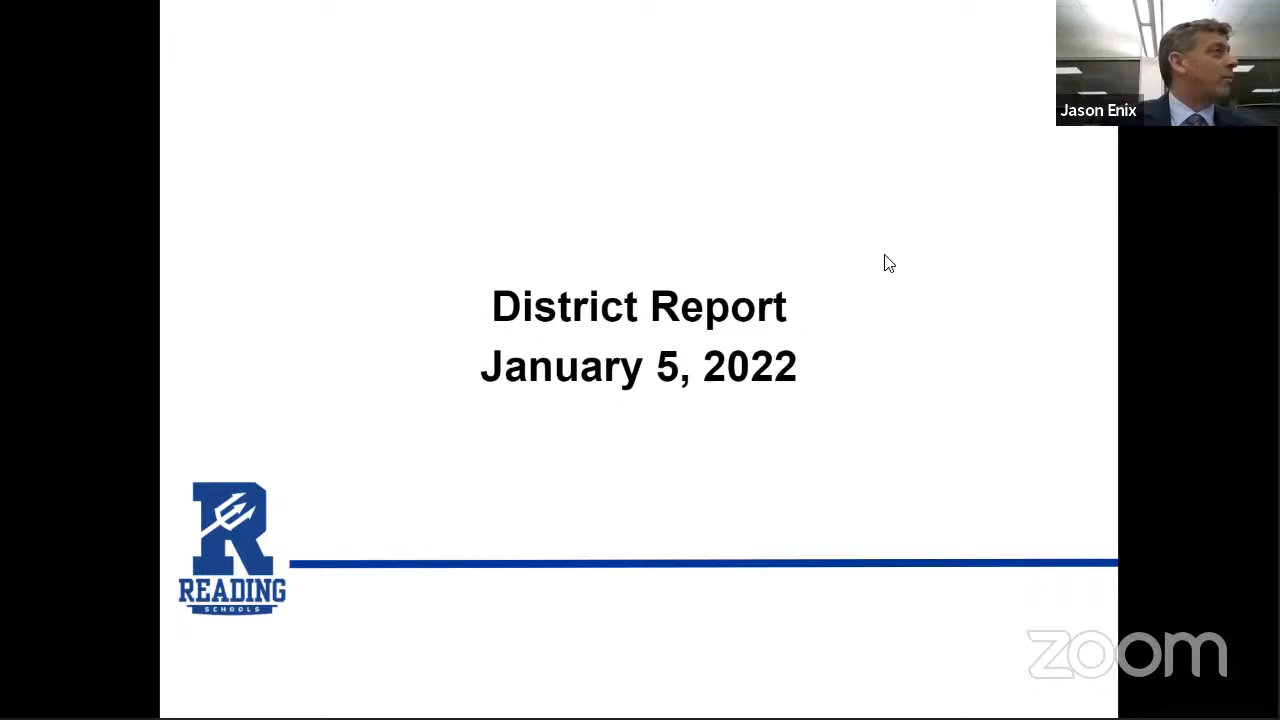 Jason Enix
District Report
January 5, 2022
R
READING
SCHOOLS
zoom